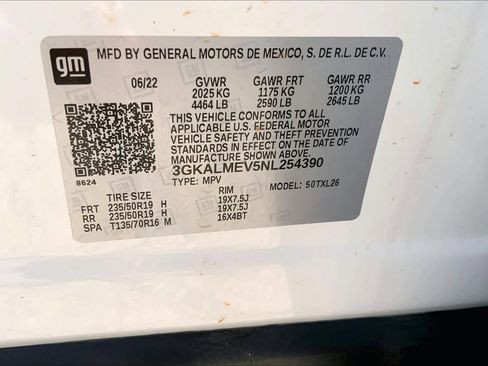 gm
MFD BY GENERAL MOTORS DE MEXICO, S. DE R.L. DE C.V.
06/22 GVWR GAWR FRT GAWR RR
2025 KG 1175 KG 1200 KG
4464 LB 2590 LB 2645 LB
THIS VEHICLE CONFORMS TO ALL
APPLICABLE U.S. FEDERAL MOTOR
VEHICLE SAFETY AND THEFT PREVENTION
STANDARDS IN EFFECT ON THE DATE OF
MANUFACTURE SHOWN ABOVE.
3GKALMEV5NL254390
8624 TYPE: MPV MODEL: 50TXL26
TIRE SIZE RIM
FRT 235/50R19 H 19X7.5J
RR 235/50R19 H 19X7.5J
SPA T135/70R16 M 16X4BT